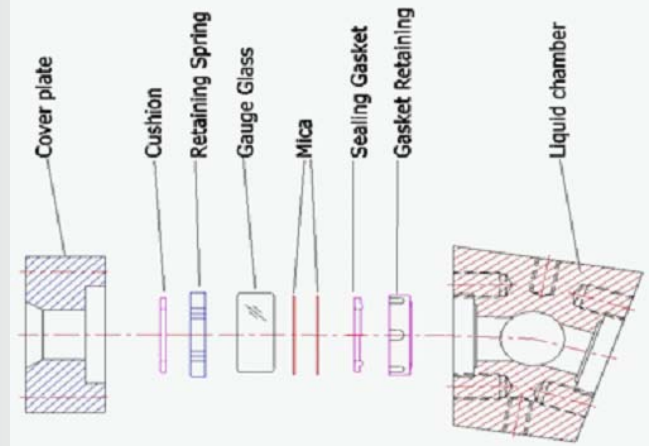 Cover plate
Cushion
Retaining Spring
Gauge Glass
Mica
Sealing Gasket
Gasket Retaining
Liquid chamber